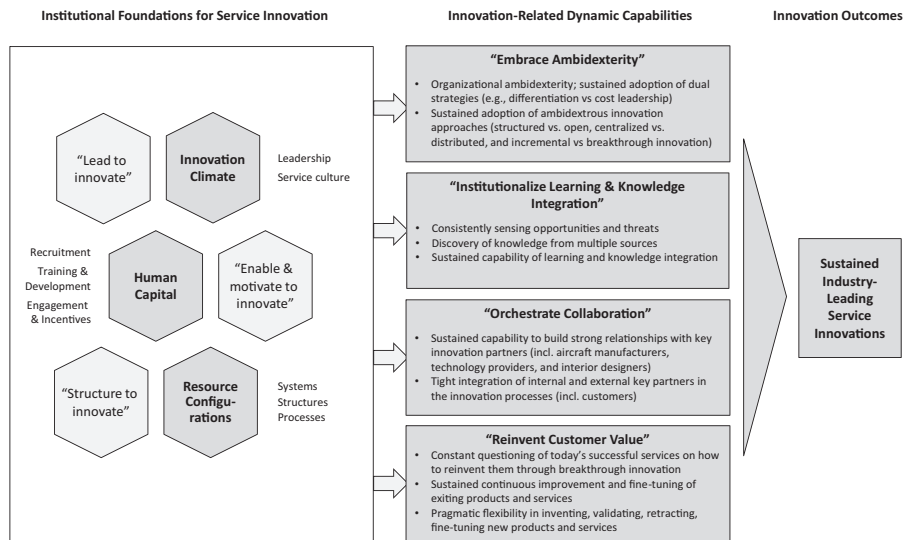 Institutional Foundations for Service Innovation
Innovation-Related Dynamic Capabilities
Innovation Outcomes
“Lead to
innovate”
Innovation
Climate
Leadership
Service culture
Recruitment
Training &
Development
Engagement
& Incentives
Human
Capital
“Enable &
motivate to
innovate”
“Structure to
innovate”
Resource
Configu-
rations
Systems
Structures
Processes
“Embrace Ambidexterity”
• Organizational ambidexterity; sustained adoption of dual
strategies (e.g., differentiation vs cost leadership)
• Sustained adoption of ambidextrous innovation
approaches (structured vs. open, centralized vs.
distributed, and incremental vs breakthrough innovation)
“Institutionalize Learning & Knowledge
Integration”
• Consistently sensing opportunities and threats
• Discovery of knowledge from multiple sources
• Sustained capability of learning and knowledge integration
“Orchestrate Collaboration”
• Sustained capability to build strong relationships with key
innovation partners (incl. aircraft manufacturers,
technology providers, and interior designers)
• Tight integration of internal and external key partners in
the innovation processes (incl. customers)
“Reinvent Customer Value”
• Constant questioning of today’s successful services on how
to reinvent them through breakthrough innovation
• Sustained continuous improvement and fine-tuning of
exiting products and services
• Pragmatic flexibility in inventing, validating, retracting,
fine-tuning new products and services
Sustained
Industry-
Leading
Service
Innovations